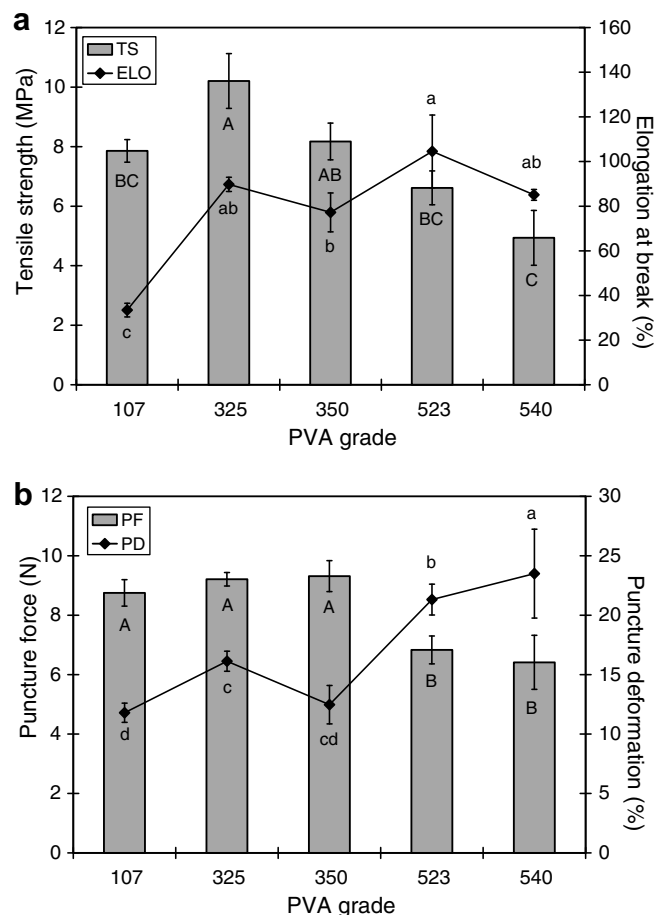 a
12
10
8
6
4
2
0
Tensile strength (MPa)
TS
ELO
BC
A
AB
BC
C
c
ab
b
a
ab
160
140
120
100
80
60
40
20
0
Elongation at break (%)
107 325 350 523 540
PVA grade
b
12
10
8
6
4
2
0
Puncture force (N)
PF
PD
A
A
A
B
B
d
c
cd
b
a
30
25
20
15
10
5
0
Puncture deformation (%)
107 325 350 523 540
PVA grade